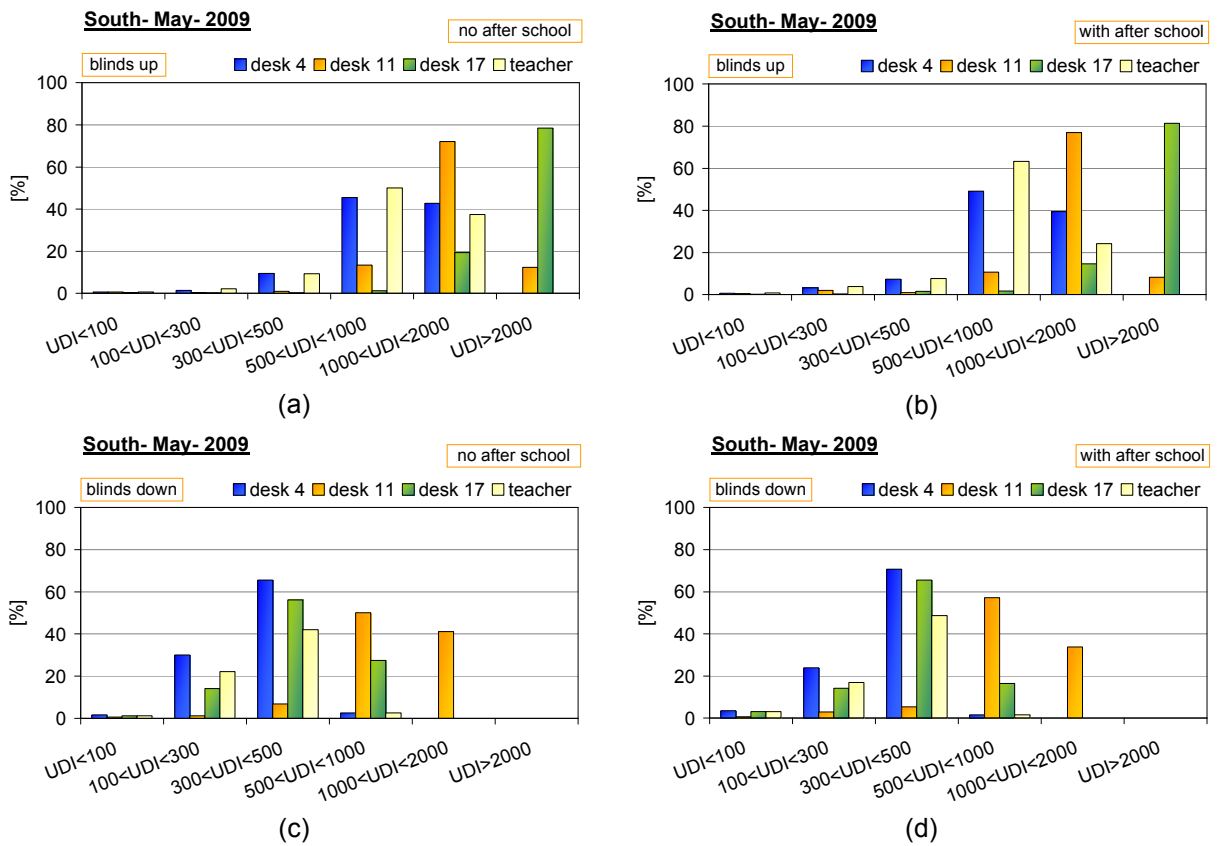 South- May- 2009
no after school
blinds up
desk 4 desk 11 desk 17 teacher
100
80
60
40
20
0
[%]
UDI<100
100<UDI<300
300<UDI<500
500<UDI<1000
1000<UDI<2000
UDI>2000
(a)
South- May- 2009
with after school
blinds up
desk 4 desk 11 desk 17 teacher
100
80
60
40
20
0
[%]
UDI<100
100<UDI<300
300<UDI<500
500<UDI<1000
1000<UDI<2000
UDI>2000
(b)
South- May- 2009
no after school
blinds down
desk 4 desk 11 desk 17 teacher
100
80
60
40
20
0
[%]
UDI<100
100<UDI<300
300<UDI<500
500<UDI<1000
1000<UDI<2000
UDI>2000
(c)
South- May- 2009
with after school
blinds down
desk 4 desk 11 desk 17 teacher
100
80
60
40
20
0
[%]
UDI<100
100<UDI<300
300<UDI<500
500<UDI<1000
1000<UDI<2000
UDI>2000
(d)